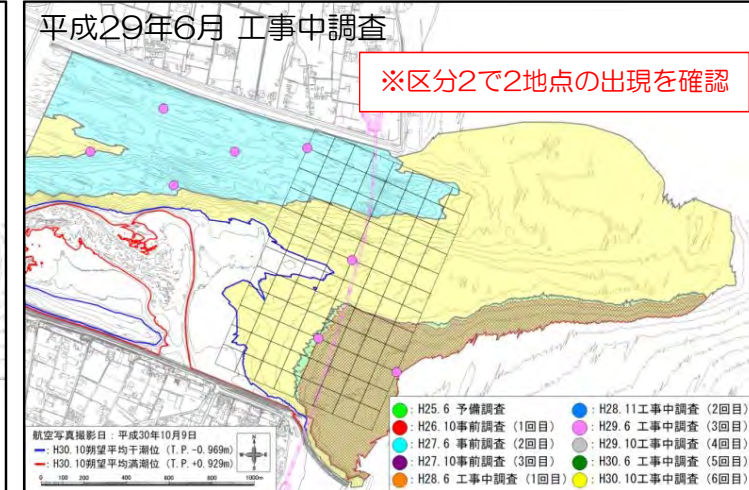 平成29年6月 工事中調査
※区分2で2地点の出現を確認
航空写真撮影日：平成30年10月9日
━：H30.10朔望平均干潮位（T.P.-0.969m）
━：H30.10朔望平均満潮位（T.P.+0.929m）
N
0 200 400 600 800 1000m
：H25.6 予備調査
：H26.10事前調査（1回目）
：H27.6 事前調査（2回目）
：H27.10事前調査（3回目）
：H28.6 工事中調査（1回目）
：H28.11工事中調査（2回目）
：H29.6 工事中調査（3回目）
：H29.10工事中調査（4回目）
：H30.6 工事中調査（5回目）
：H30.10工事中調査（6回目）